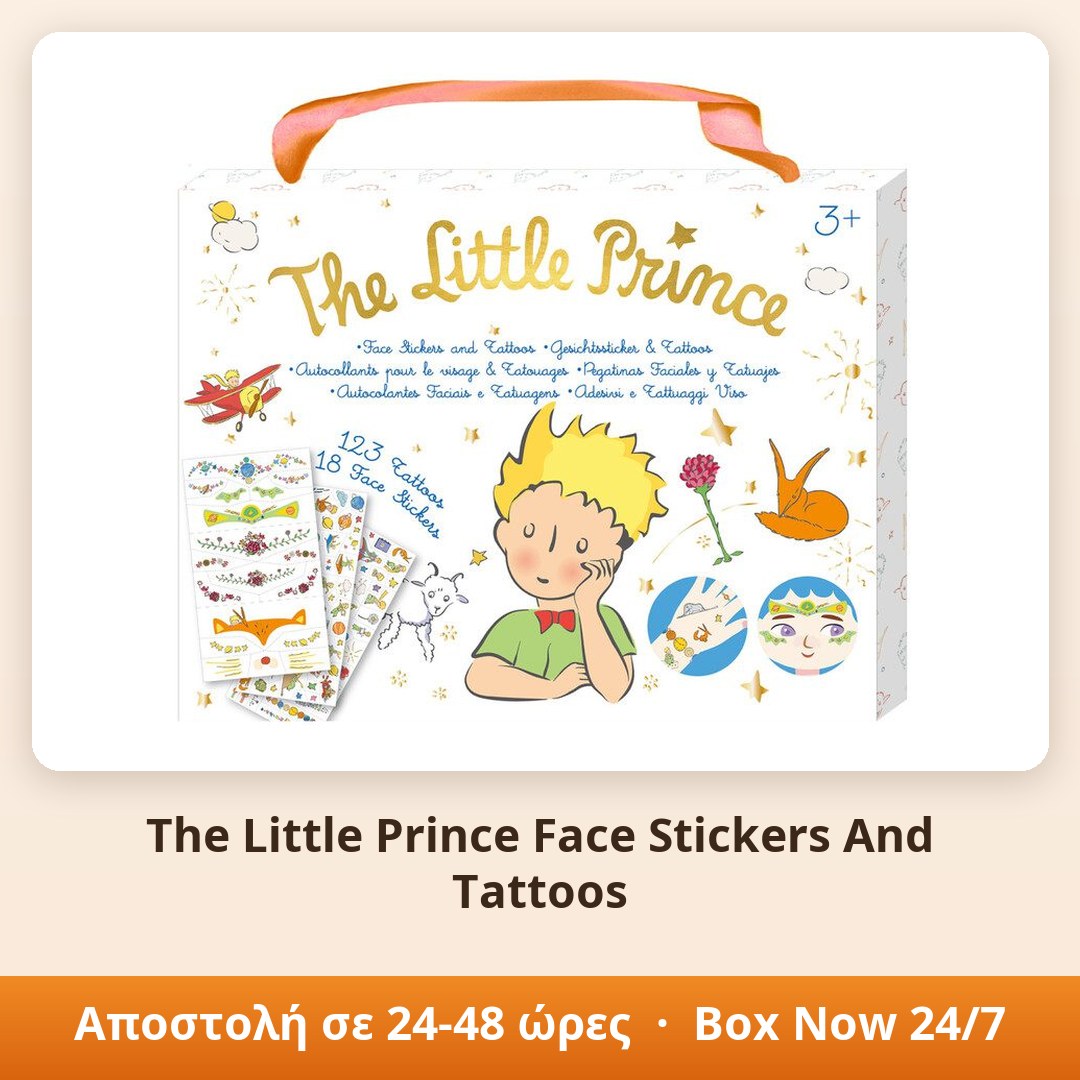 3+
The Little Prince
•Face Stickers and Tattoos •Gesichtssticker & Tattoos
•Autocollants pour le visage & Tatouages •Pegatinas Faciales y Tatuajes
•Autocolantes Faciais e Tatuagens •Adesivi e Tattuaggi Viso
123 Tattoos
18 Face Stickers
The Little Prince Face Stickers And
Tattoos
Αποστολή σε 24-48 ώρες · Box Now 24/7